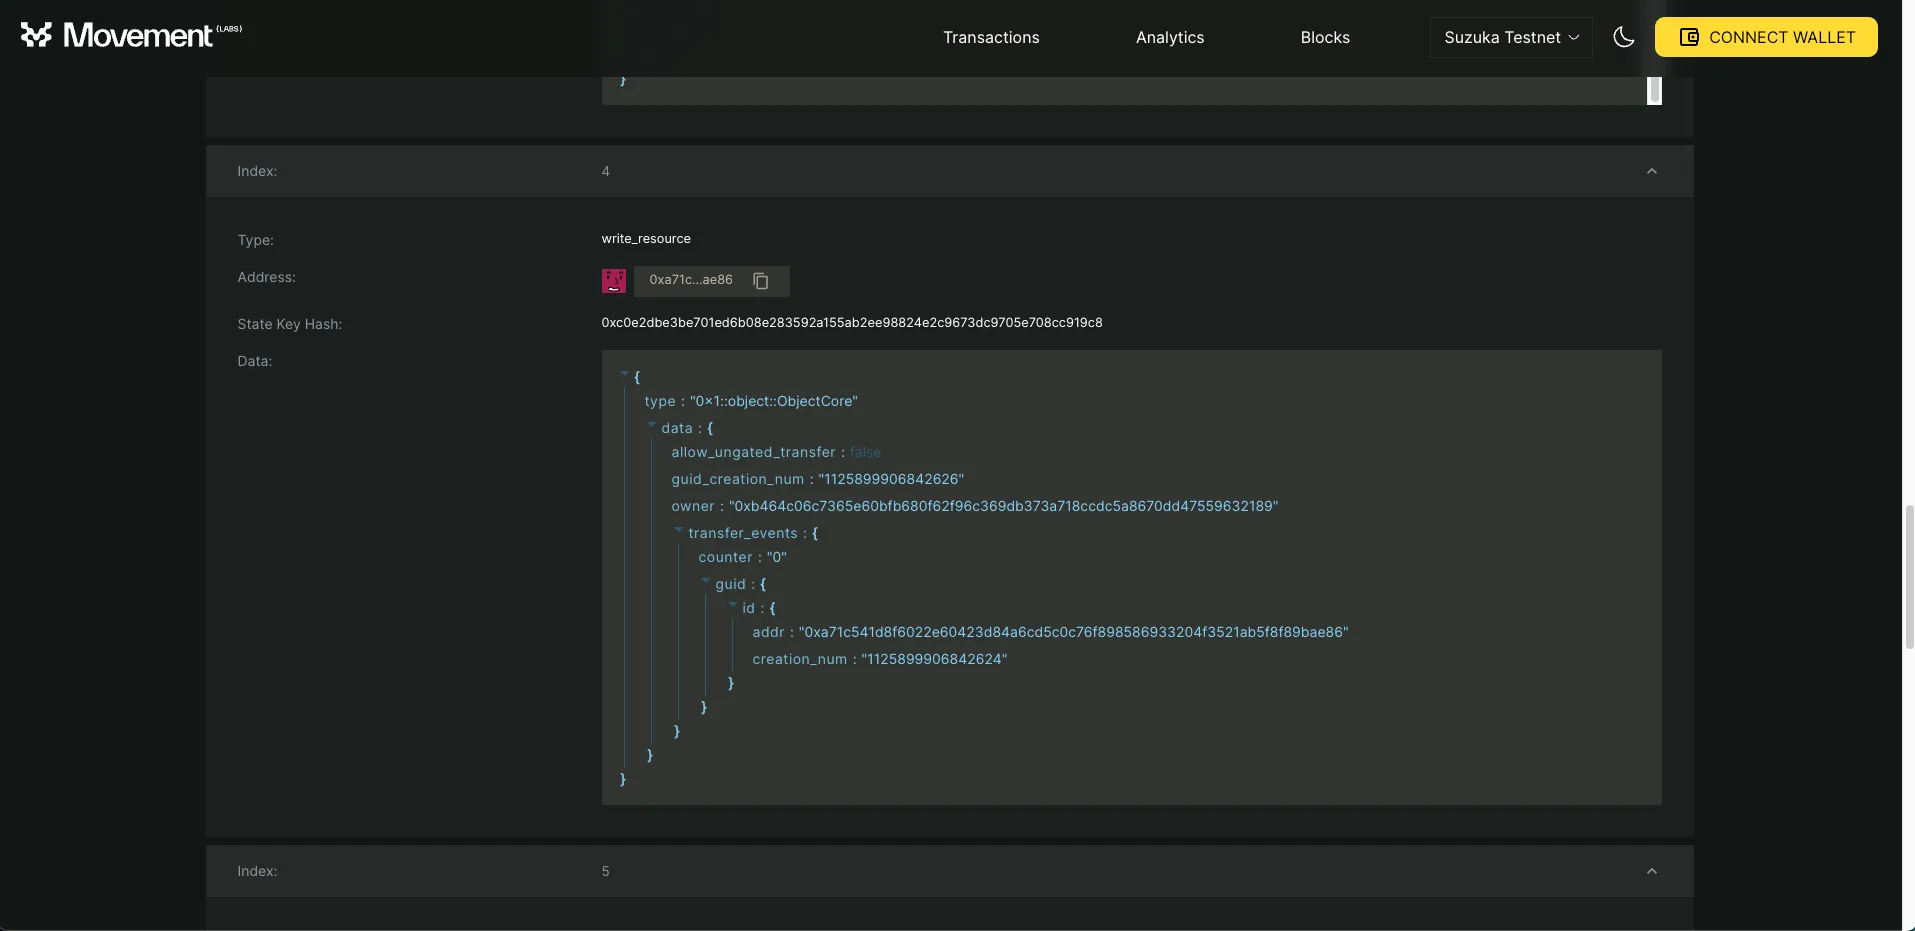 Movement {LABS}
Transactions
Analytics
Blocks
Suzuka Testnet
CONNECT WALLET
}
Index: 4
Type: write_resource
Address: 0xa71c...ae86
State Key Hash: 0xc0e2dbe3be701ed6b08e283592a155ab2ee98824e2c9673dc9705e708cc919c8
Data:
{
type : "0x1::object::ObjectCore"
data : {
allow_ungated_transfer : false
guid_creation_num : "1125899906842626"
owner : "0xb464c06c7365e60bfb680f62f96c369db373a718ccdc5a8670dd47559632189"
transfer_events : {
counter : "0"
guid : {
id : {
addr : "0xa71c541d8f6022e60423d84a6cd5c0c76f898586933204f3521ab5f8f89bae86"
creation_num : "1125899906842624"
}
}
}
}
}
Index: 5